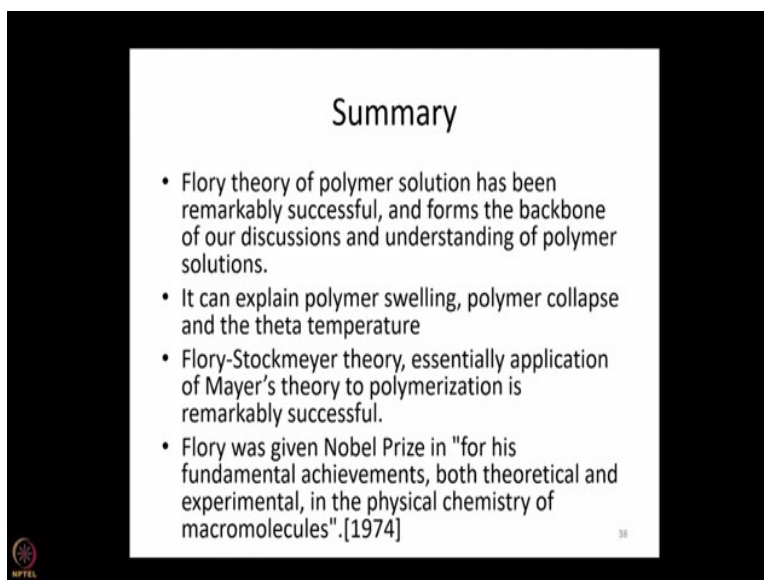 Summary
• Flory theory of polymer solution has been
remarkably successful, and forms the backbone
of our discussions and understanding of polymer
solutions.
• It can explain polymer swelling, polymer collapse
and the theta temperature
• Flory-Stockmeyer theory, essentially application
of Mayer's theory to polymerization is
remarkably successful.
• Flory was given Nobel Prize in "for his
fundamental achievements, both theoretical and
experimental, in the physical chemistry of
macromolecules".[1974]
38
NPTEL